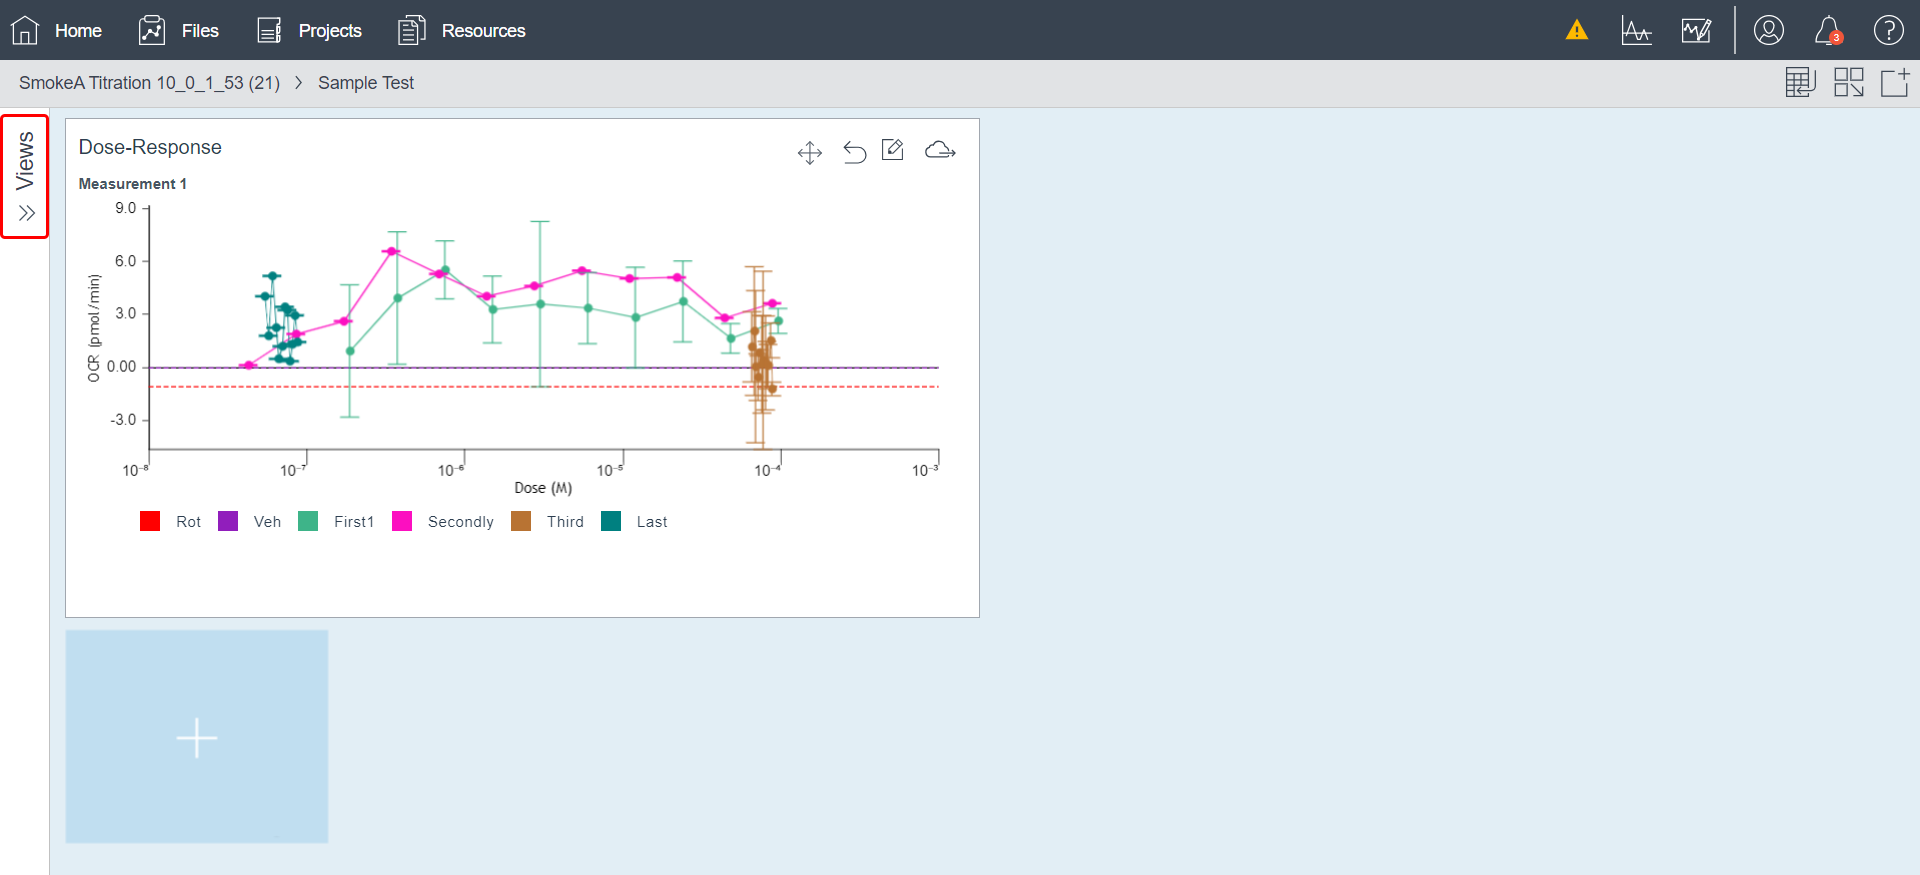 Home Files Projects Resources 3 ?
SmokeA Titration 10_0_1_53 (21) > Sample Test
Views
Dose-Response
Measurement 1
OCR (pmol/min)
9.0
6.0
3.0
0.00
-3.0
10⁻⁸ 10⁻⁷ 10⁻⁶ 10⁻⁵ 10⁻⁴ 10⁻³
Dose (M)
Rot Veh First1 Secondly Third Last